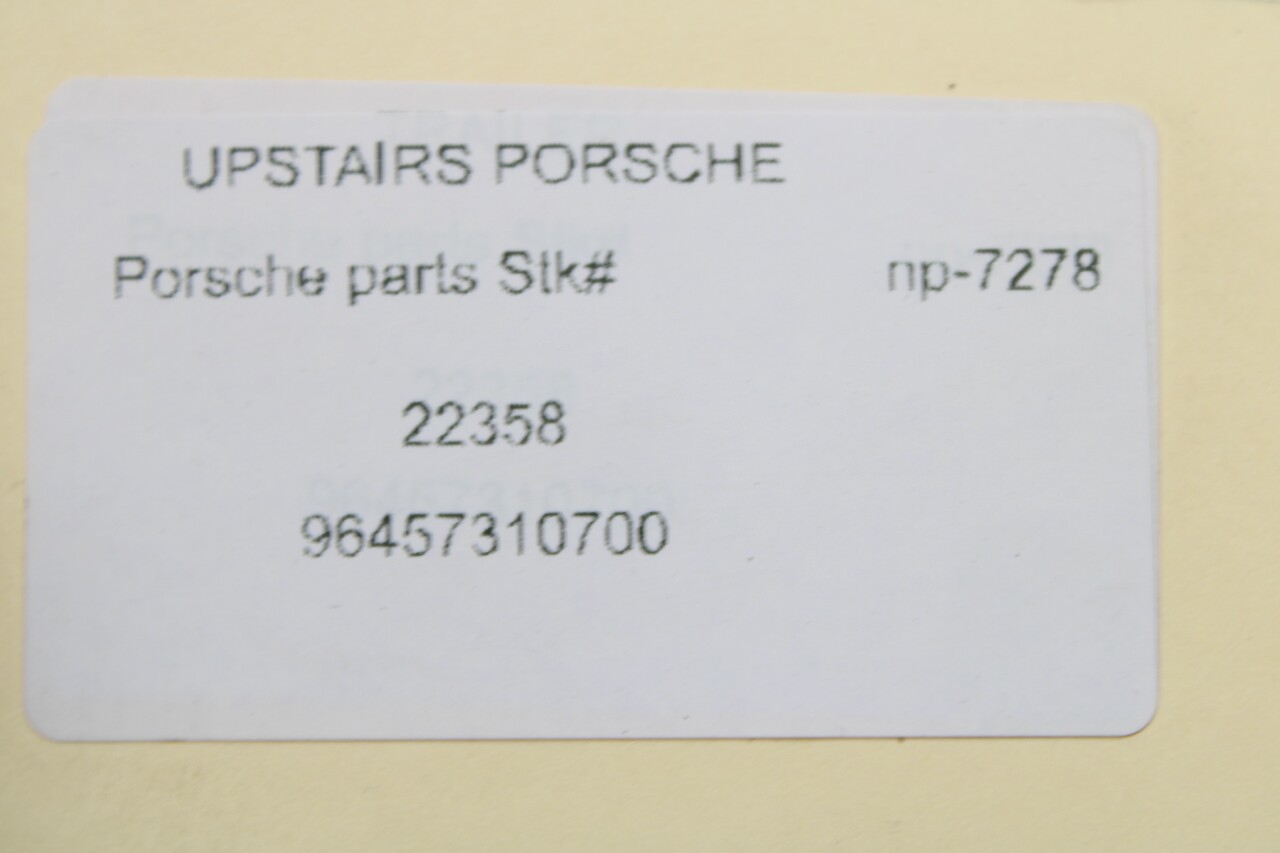 UPSTAIRS PORSCHE
Porsche parts Stk# np-7278
22358
96457310700